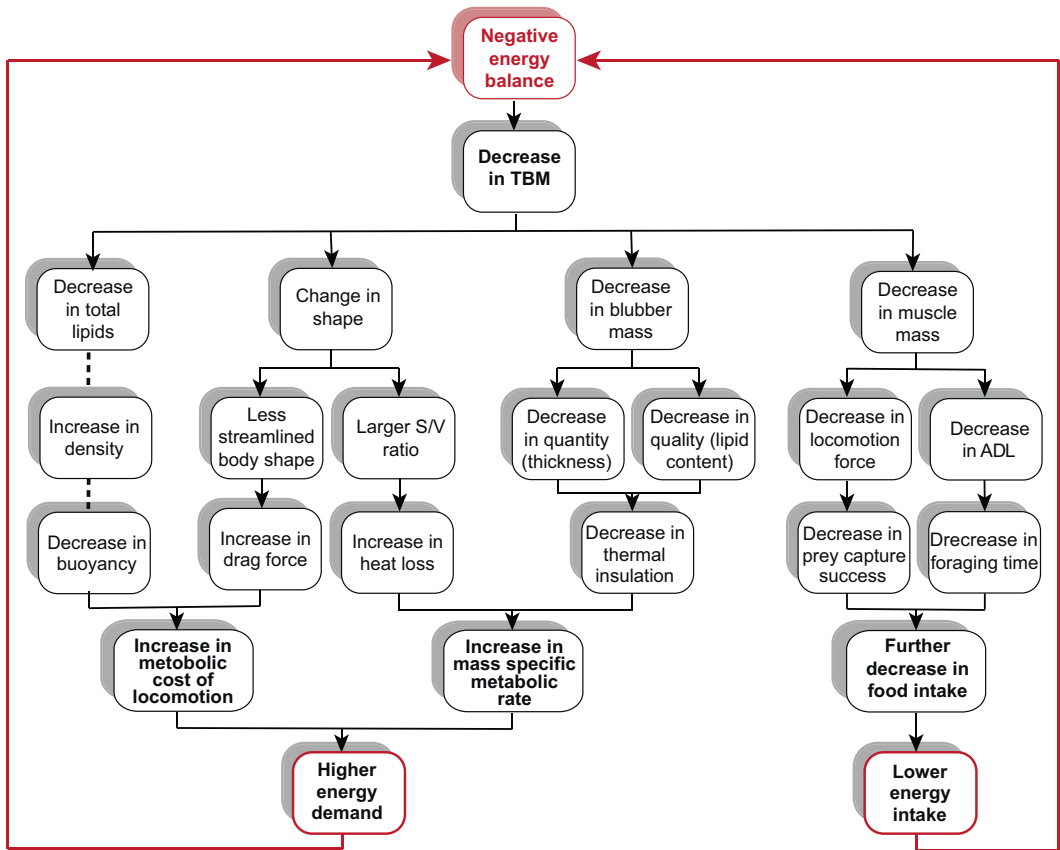 Negative
energy
balance
Decrease
in TBM
Decrease
in total
lipids
Change in
shape
Decrease
in blubber
mass
Decrease
in muscle
mass
Increase in
density
Less
streamlined
body shape
Larger S/V
ratio
Decrease
in quantity
(thickness)
Decrease in
quality (lipid
content)
Decrease in
locomotion
force
Decrease
in ADL
Decrease in
buoyancy
Increase in
drag force
Increase in
heat loss
Decrease in
thermal
insulation
Decrease in
prey capture
success
Drecrease in
foraging time
Increase in
metobolic
cost of
locomotion
Increase in
mass specific
metabolic
rate
Further
decrease in
food intake
Higher
energy
demand
Lower
energy
intake